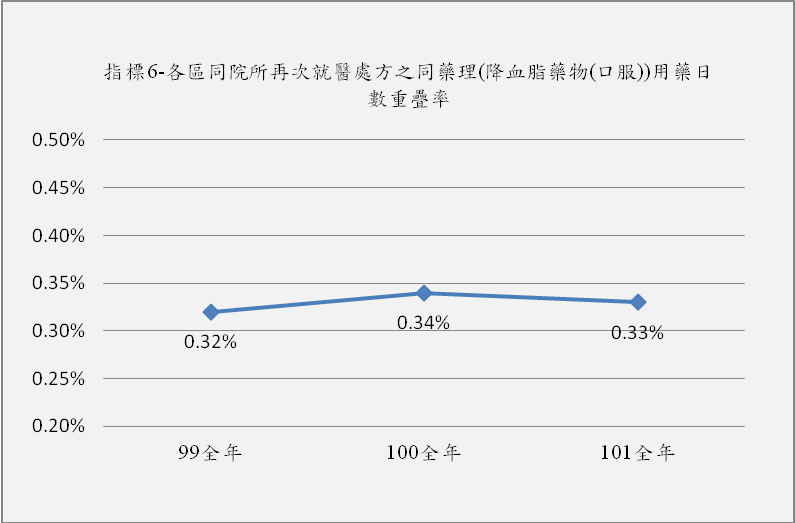 指標6-各區同院所再次就醫處方之同藥理(降血脂藥物(口服))用藥日
數重疊率
0.50%
0.45%
0.40%
0.35%
0.30%
0.25%
0.20%
0.32%
0.34%
0.33%
99全年
100全年
101全年